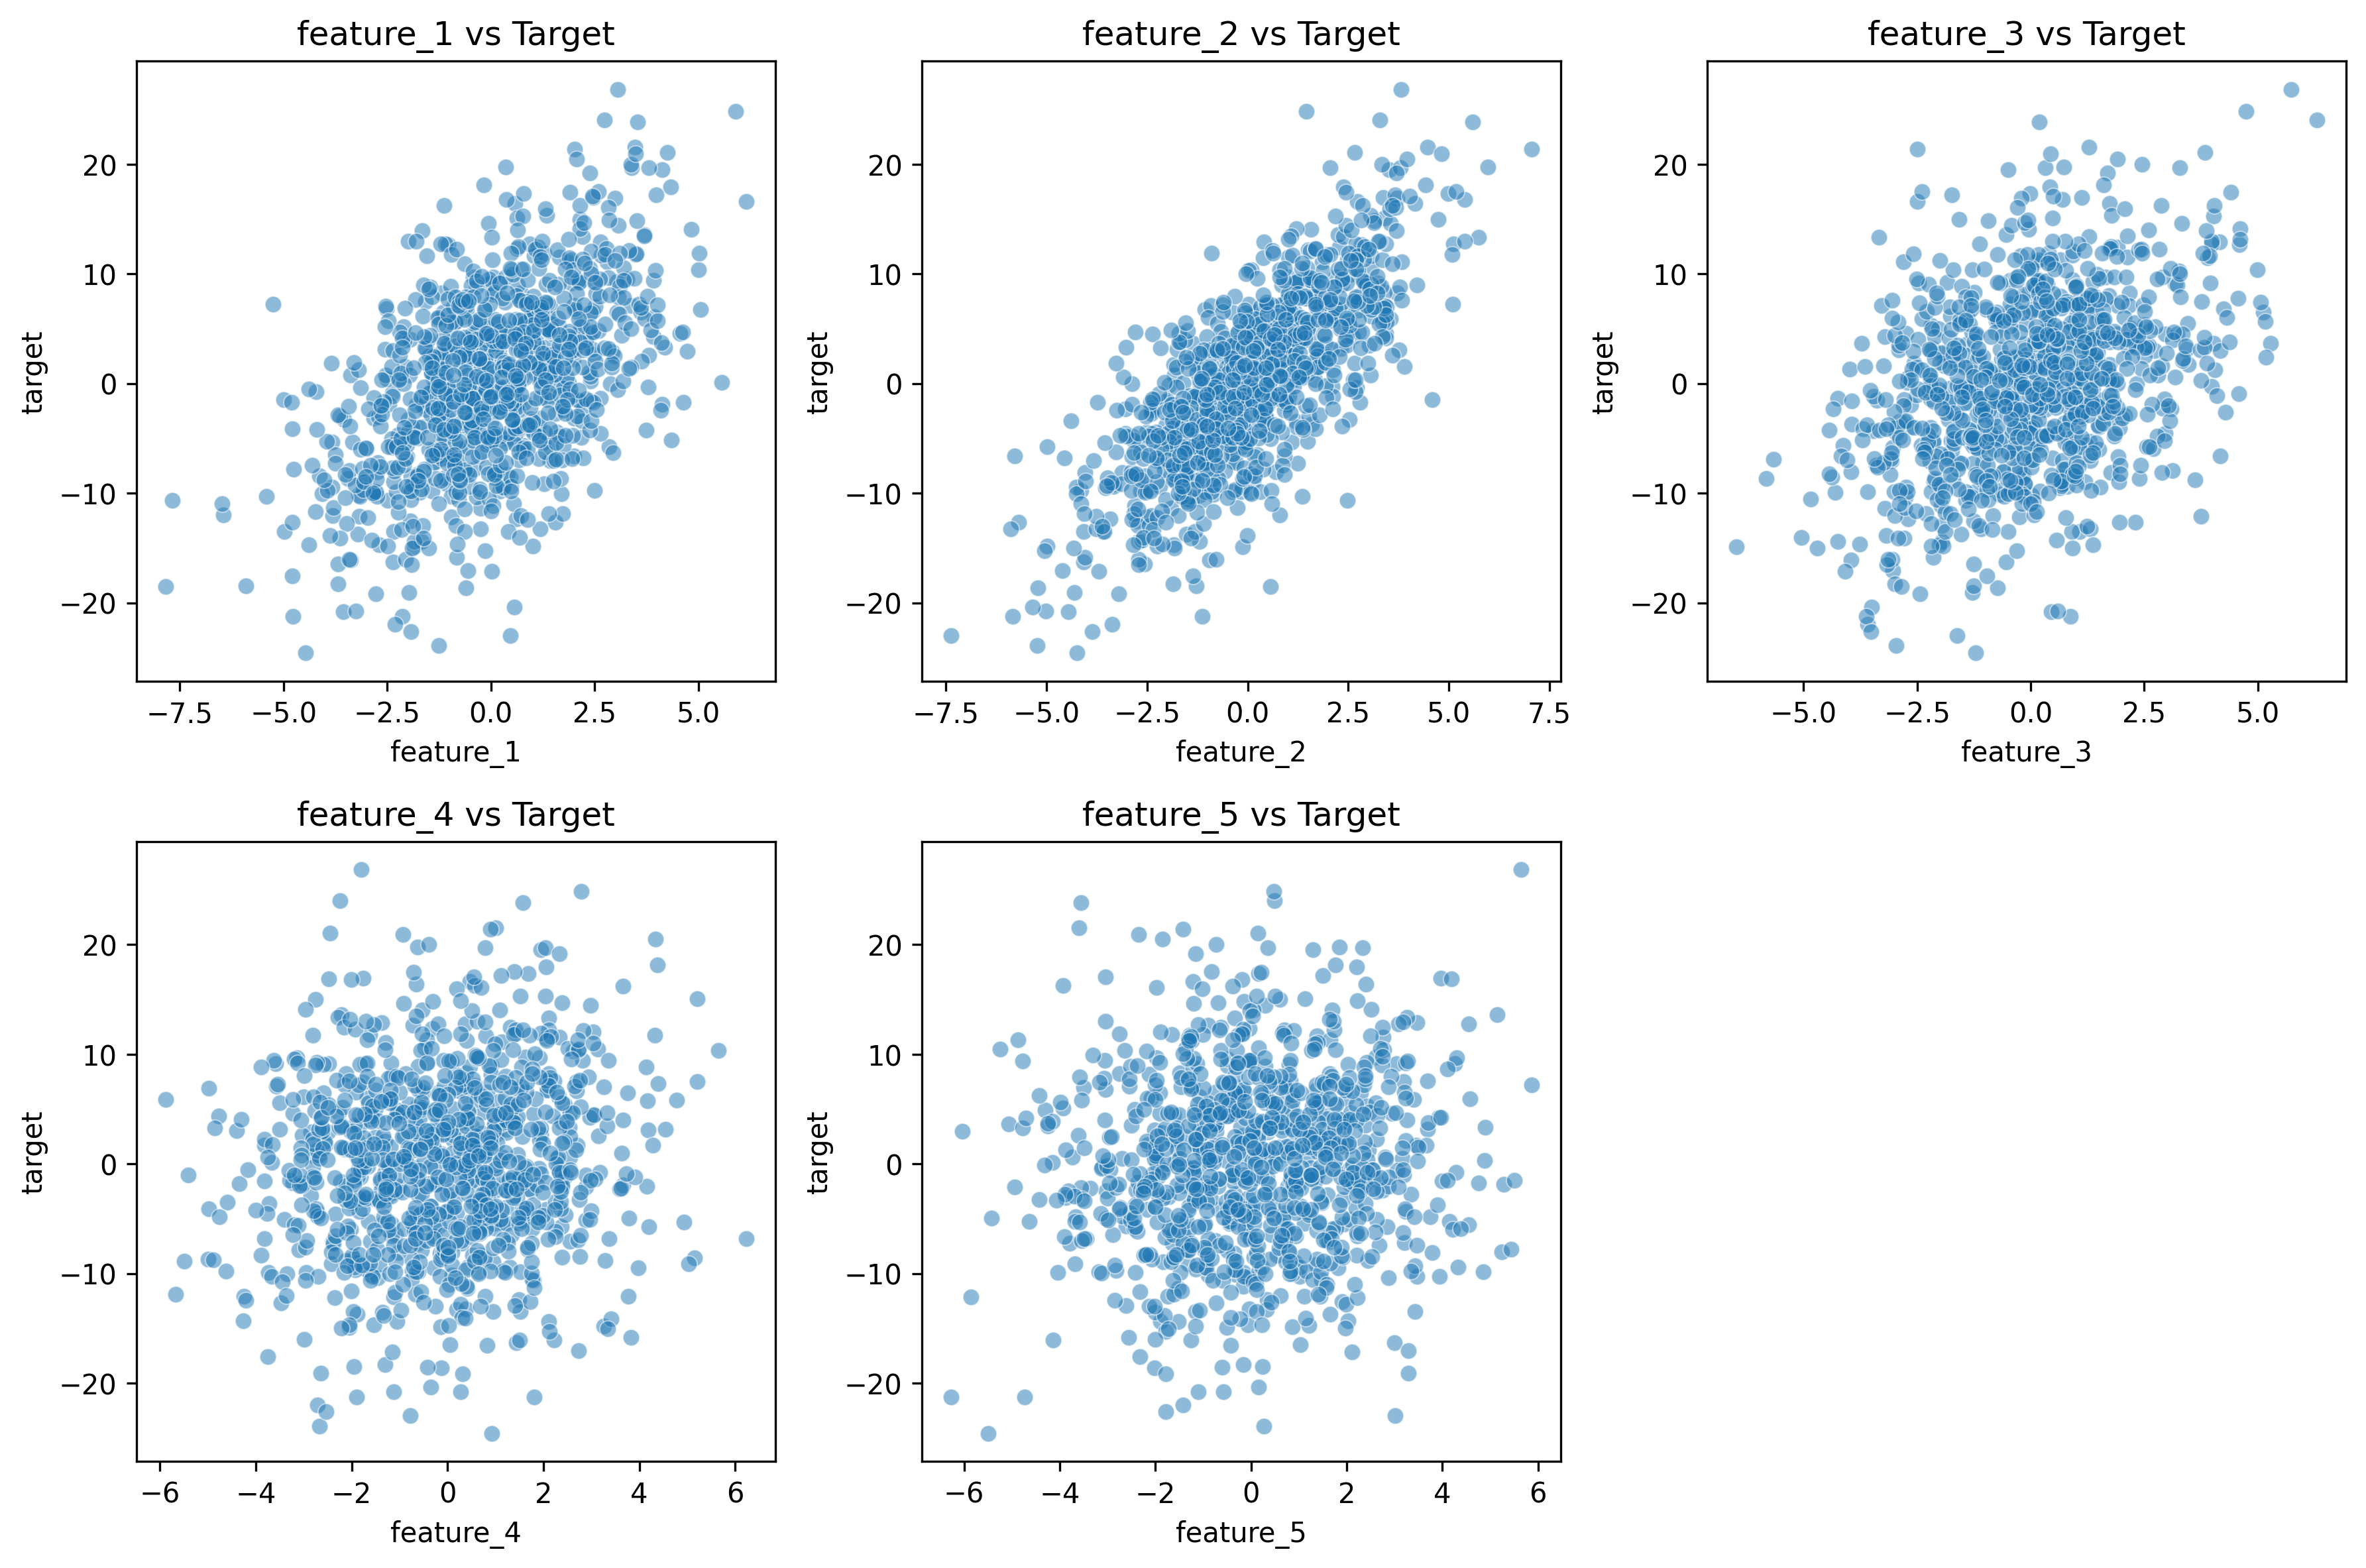 feature_1 vs Target
20
10
0
−10
−20
target
−7.5 −5.0 −2.5 0.0 2.5 5.0
feature_1
feature_2 vs Target
20
10
0
−10
−20
target
−7.5 −5.0 −2.5 0.0 2.5 5.0 7.5
feature_2
feature_3 vs Target
20
10
0
−10
−20
target
−5.0 −2.5 0.0 2.5 5.0
feature_3
feature_4 vs Target
20
10
0
−10
−20
target
−6 −4 −2 0 2 4 6
feature_4
feature_5 vs Target
20
10
0
−10
−20
target
−6 −4 −2 0 2 4 6
feature_5